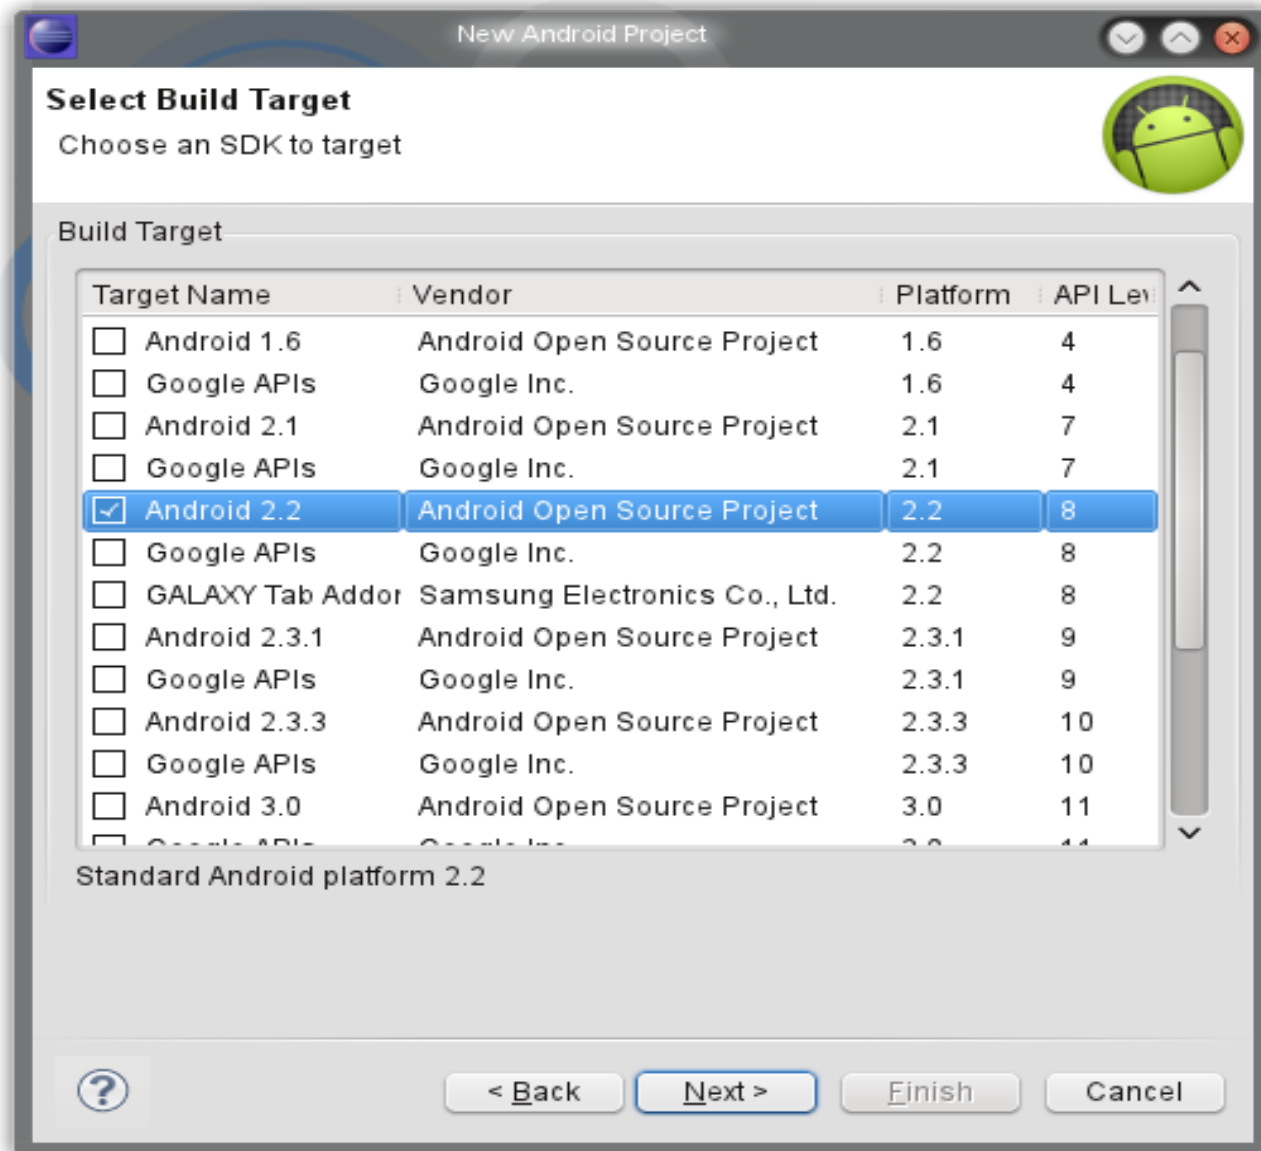 New Android Project
Select Build Target
Choose an SDK to target
Build Target
Target Name Vendor Platform API Lev
Android 1.6 Android Open Source Project 1.6 4
Google APIs Google Inc. 1.6 4
Android 2.1 Android Open Source Project 2.1 7
Google APIs Google Inc. 2.1 7
Android 2.2 Android Open Source Project 2.2 8
Google APIs Google Inc. 2.2 8
GALAXY Tab Addon Samsung Electronics Co., Ltd. 2.2 8
Android 2.3.1 Android Open Source Project 2.3.1 9
Google APIs Google Inc. 2.3.1 9
Android 2.3.3 Android Open Source Project 2.3.3 10
Google APIs Google Inc. 2.3.3 10
Android 3.0 Android Open Source Project 3.0 11
Standard Android platform 2.2
? < Back Next > Finish Cancel